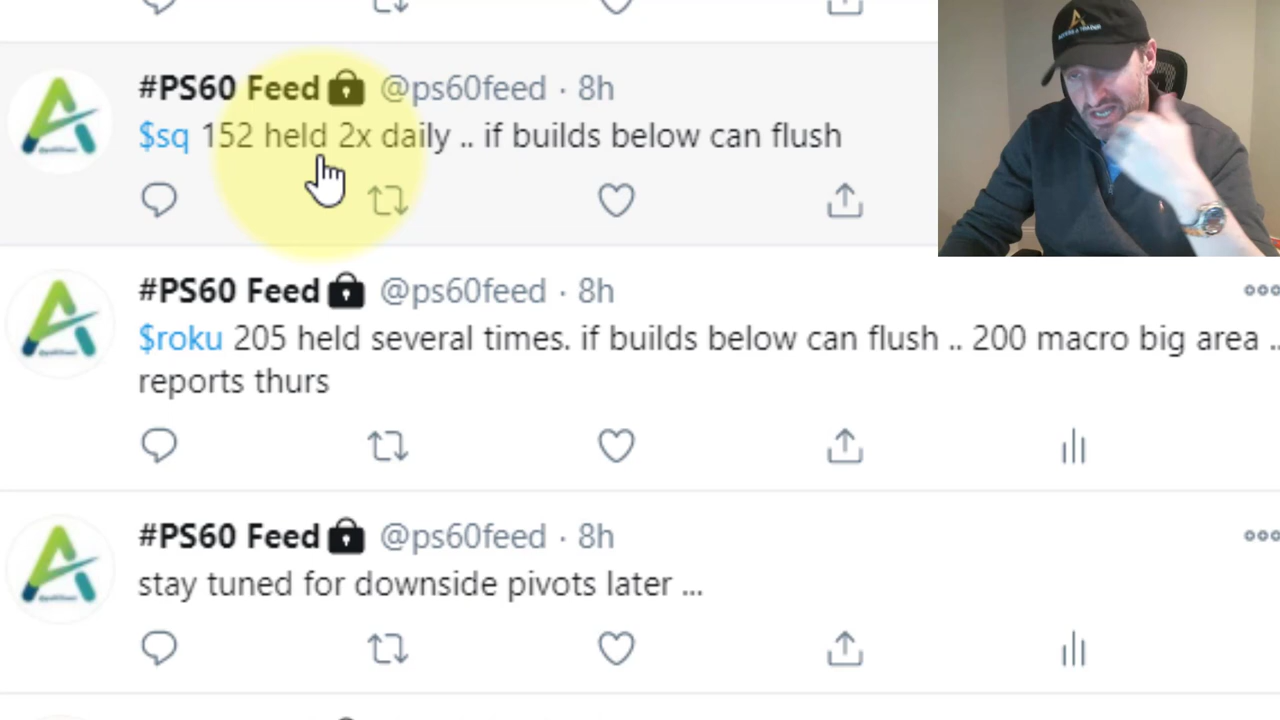 #PS60 Feed🔒 @ps60feed · 8h
$sq 152 held 2x daily .. if builds below can flush
#PS60 Feed🔒 @ps60feed · 8h
$roku 205 held several times. if builds below can flush .. 200 macro big area ..
reports thurs
#PS60 Feed🔒 @ps60feed · 8h
stay tuned for downside pivots later ...